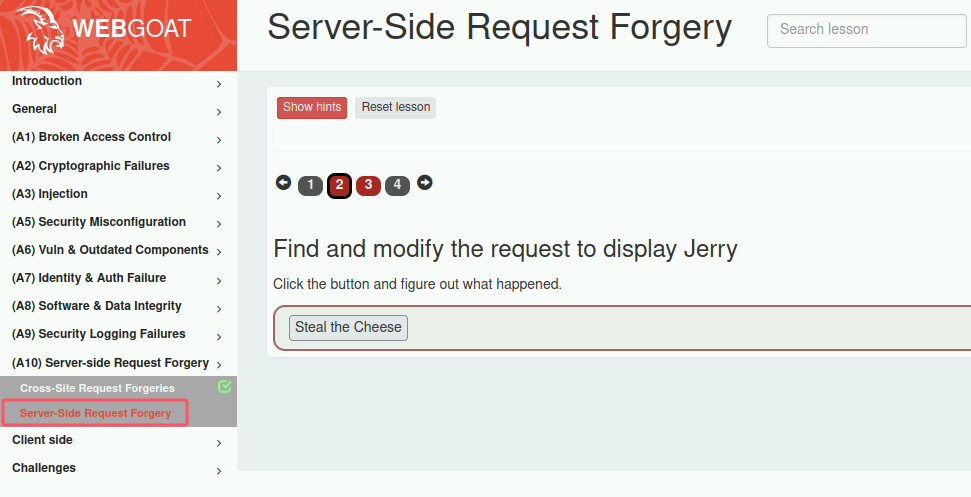 WEBGOAT
Server-Side Request Forgery
Search lesson
Introduction
General
(A1) Broken Access Control
(A2) Cryptographic Failures
(A3) Injection
(A5) Security Misconfiguration
(A6) Vuln & Outdated Components
(A7) Identity & Auth Failure
(A8) Software & Data Integrity
(A9) Security Logging Failures
(A10) Server-side Request Forgery
Cross-Site Request Forgeries
Server-Side Request Forgery
Client side
Challenges
Show hints Reset lesson
1 2 3 4
Find and modify the request to display Jerry
Click the button and figure out what happened.
Steal the Cheese